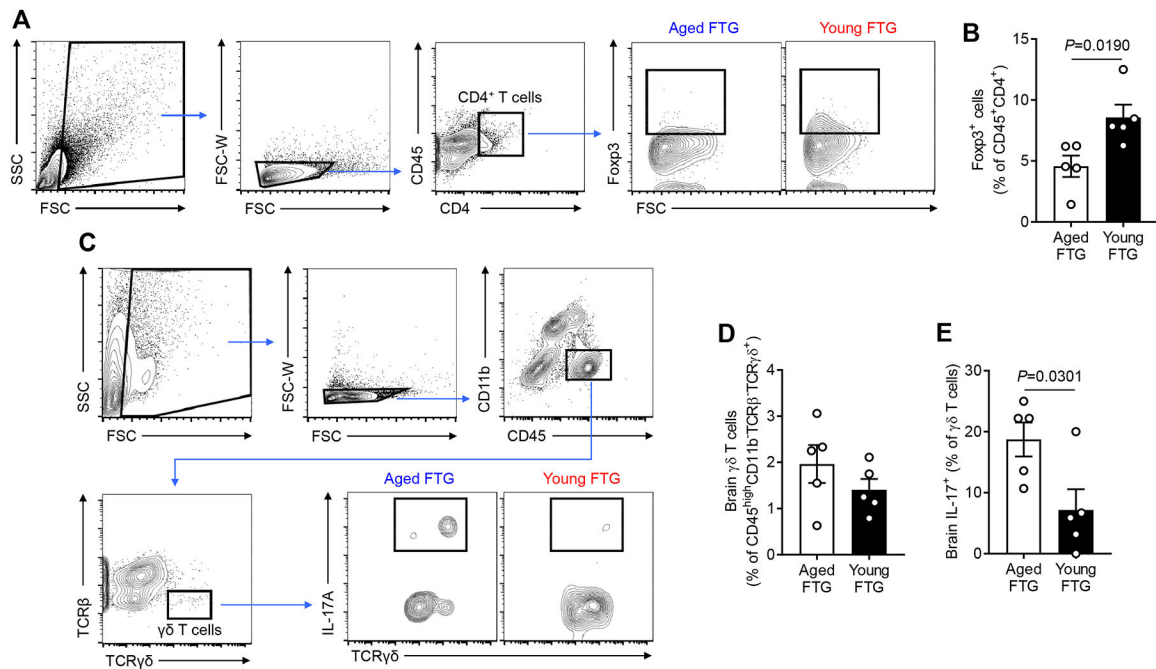 A
SSC
FSC
FSC-W
FSC
CD4⁺ T cells
CD45
CD4
Aged FTG
Young FTG
Foxp3
FSC
B
P=0.0190
Foxp3⁺ cells
(% of CD45⁺CD4⁺)
15
10
5
0
Aged
FTG
Young
FTG
C
SSC
FSC
FSC-W
FSC
CD11b
CD45
TCRβ
γδ T cells
TCRγδ
Aged FTG
Young FTG
IL-17A
TCRγδ
D
Brain γδ T cells
(% of CD45ʰⁱᵍʰCD11b⁻TCRβ⁻TCRγδ⁺)
4
3
2
1
0
Aged
FTG
Young
FTG
E
P=0.0301
Brain IL-17⁺ (% of γδ T cells)
30
20
10
0
Aged
FTG
Young
FTG